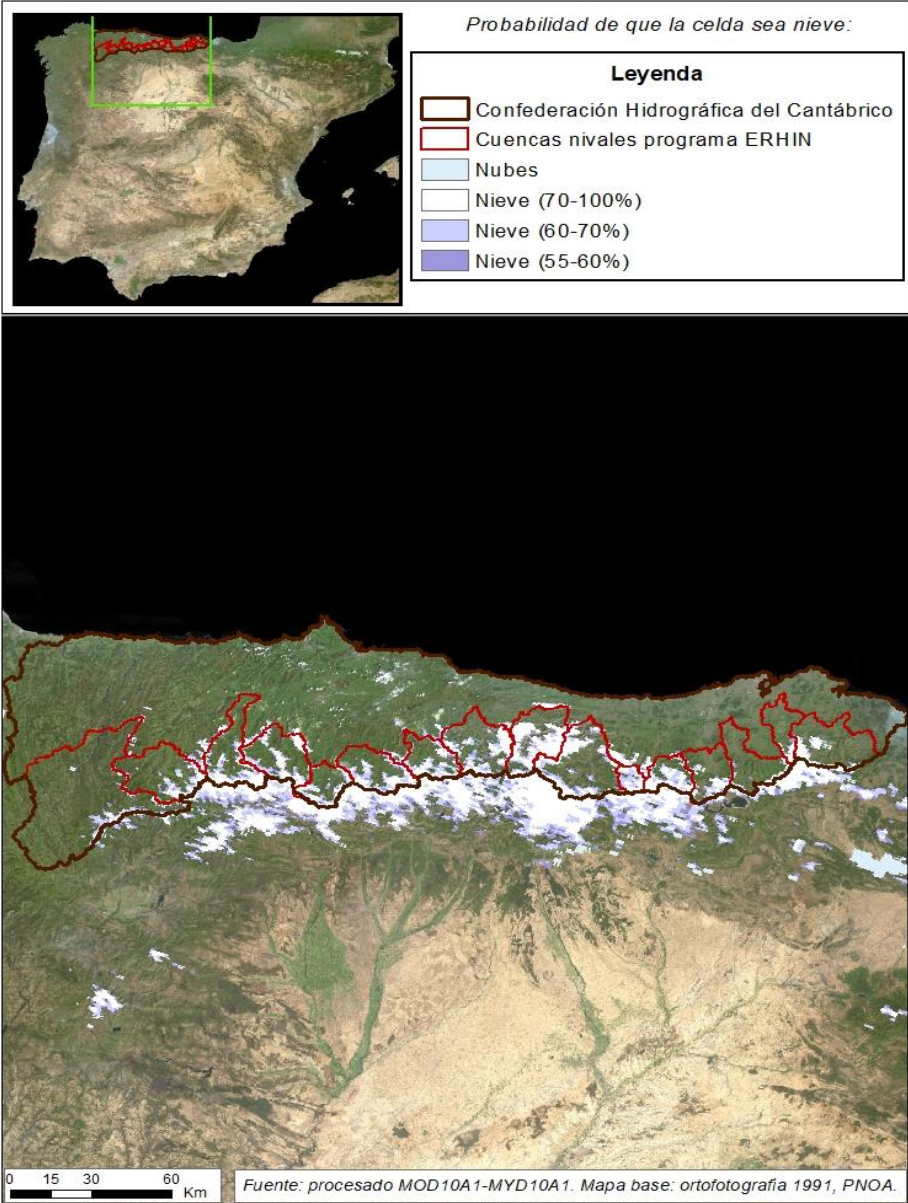 Probabilidad de que la celda sea nieve:
Leyenda
Confederación Hidrográfica del Cantábrico
Cuencas nivales programa ERHIN
Nubes
Nieve (70-100%)
Nieve (60-70%)
Nieve (55-60%)
0 15 30 60
Km
Fuente: procesado MOD10A1-MYD10A1. Mapa base: ortofotografía 1991, PNOA.